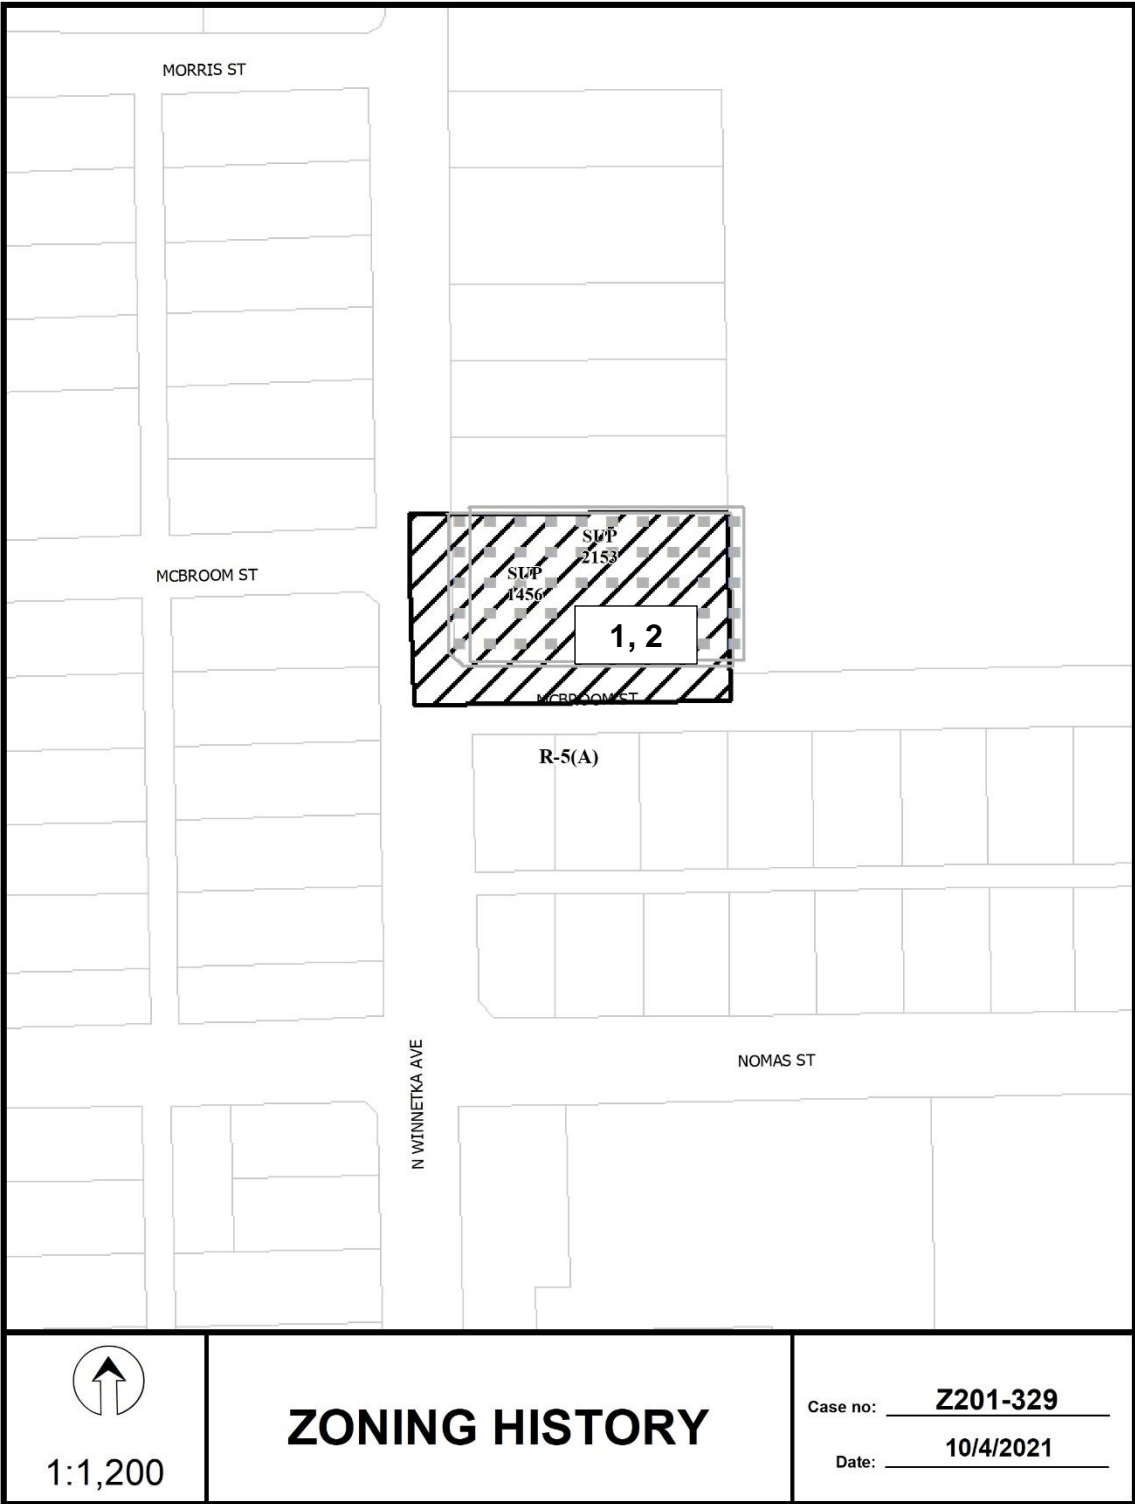 MORRIS ST
SUP
2153
MCBROOM ST
SUP
1456
1, 2
MCBROOM ST
R-5(A)
N WINNETKA AVE
NOMAS ST
1:1,200
ZONING HISTORY
Case no: Z201-329
Date: 10/4/2021